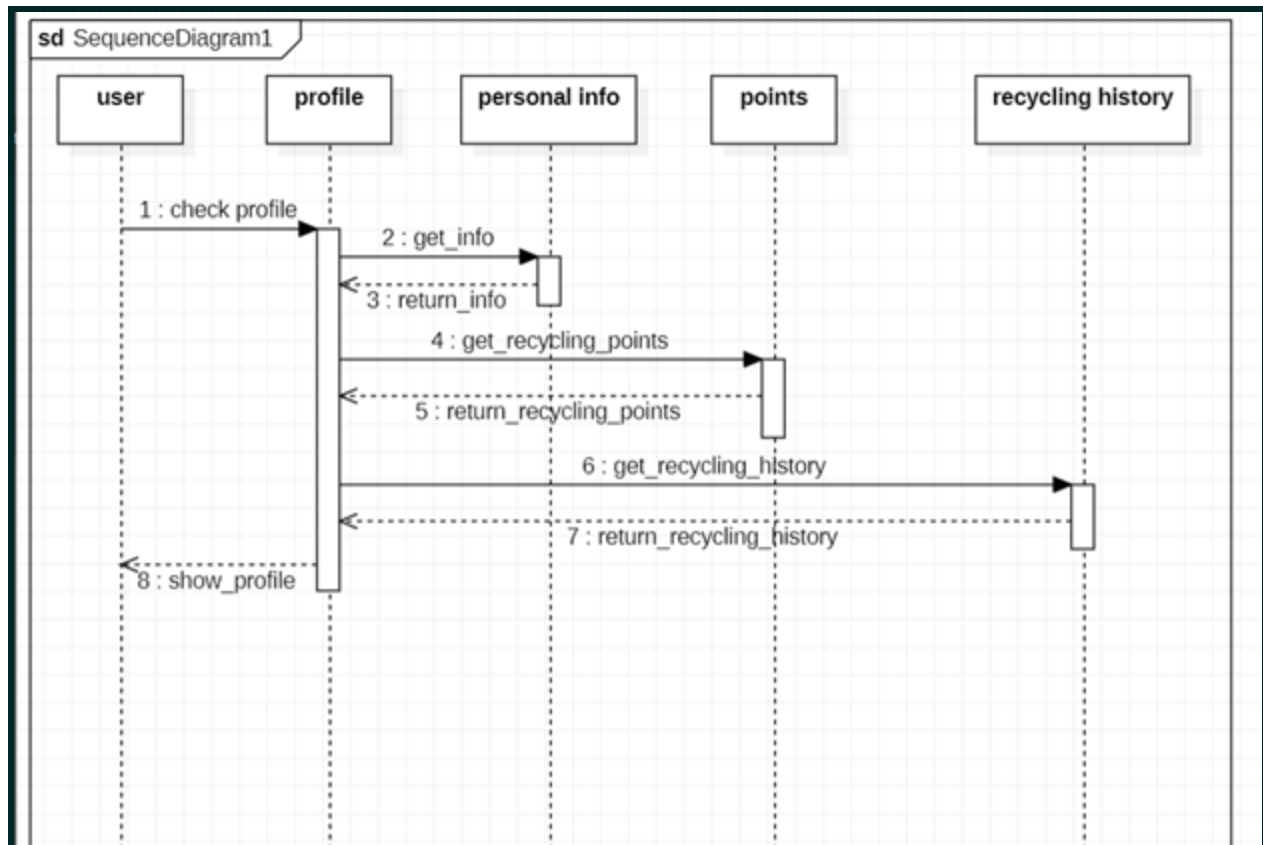 sd SequenceDiagram1
user
profile
personal info
points
recycling history
1 : check profile
2 : get_info
3 : return_info
4 : get_recycling_points
5 : return_recycling_points
6 : get_recycling_history
7 : return_recycling_history
8 : show_profile